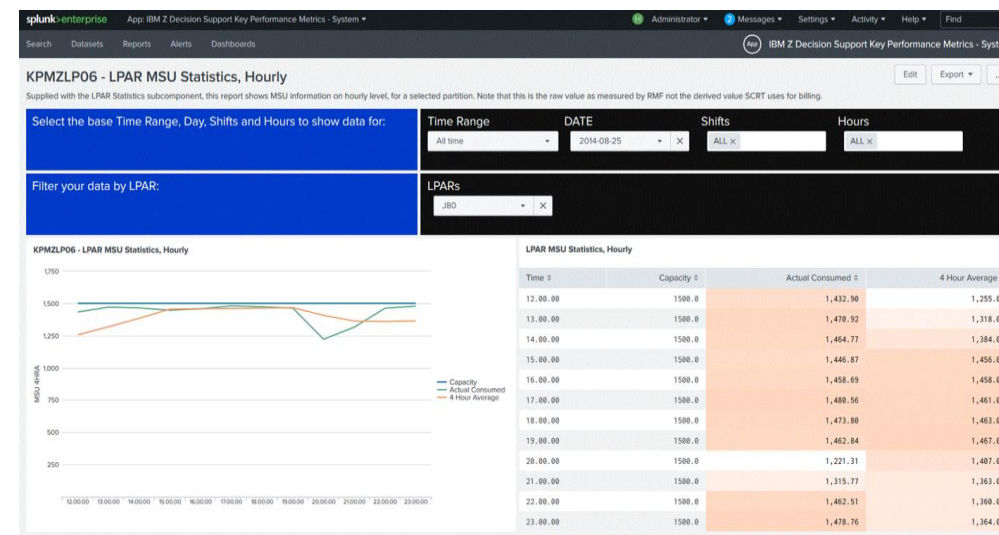 splunk>enterprise App: IBM Z Decision Support Key Performance Metrics - System Administrator Messages Settings Activity Help Find
Search Datasets Reports Alerts Dashboards App IBM Z Decision Support Key Performance Metrics - Syst
KPMZLP06 - LPAR MSU Statistics, Hourly Edit Export ...
Supplied with the LPAR Statistics subcomponent, this report shows MSU information on hourly level, for a selected partition. Note that this is the raw value as measured by RMF not the derived value SCRT uses for billing.
Select the base Time Range, Day, Shifts and Hours to show data for:
Time Range DATE Shifts Hours
All time 2014-08-25 × ALL × ALL ×
Filter your data by LPAR:
LPARs
J80 ×
KPMZLP06 - LPAR MSU Statistics, Hourly
1,750
1,500
1,250
1,000
750
500
250
MSU 4HRA
12.00.00 13.00.00 14.00.00 15.00.00 16.00.00 17.00.00 18.00.00 19.00.00 20.00.00 21.00.00 22.00.00 23.00.00
Capacity
Actual Consumed
4 Hour Average
LPAR MSU Statistics, Hourly
Time Capacity Actual Consumed 4 Hour Average
12.00.00 1500.0 1,432.90 1,255.0
13.00.00 1500.0 1,470.92 1,318.0
14.00.00 1500.0 1,464.77 1,384.0
15.00.00 1500.0 1,446.87 1,456.0
16.00.00 1500.0 1,458.69 1,458.0
17.00.00 1500.0 1,480.56 1,461.0
18.00.00 1500.0 1,473.80 1,463.0
19.00.00 1500.0 1,462.84 1,467.0
20.00.00 1500.0 1,221.31 1,407.0
21.00.00 1500.0 1,315.77 1,363.0
22.00.00 1500.0 1,462.51 1,360.0
23.00.00 1500.0 1,478.76 1,364.0